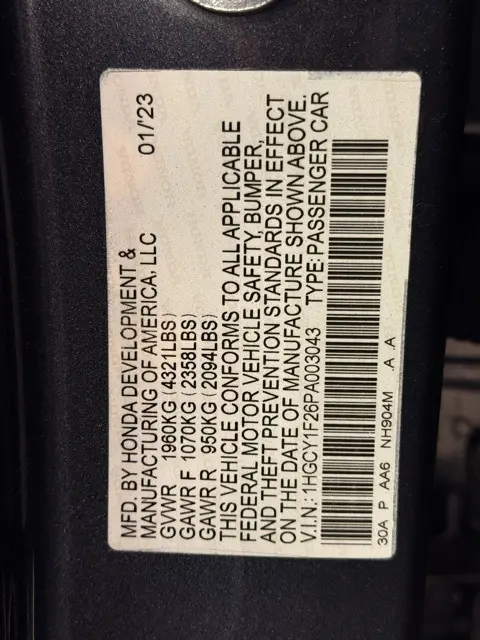 MFD. BY HONDA DEVELOPMENT &
MANUFACTURING OF AMERICA, LLC 01/'23
GVWR 1960KG (4321LBS)
GAWR F 1070KG (2358LBS)
GAWR R 950KG (2094LBS)
THIS VEHICLE CONFORMS TO ALL APPLICABLE
FEDERAL MOTOR VEHICLE SAFETY, BUMPER,
AND THEFT PREVENTION STANDARDS IN EFFECT
ON THE DATE OF MANUFACTURE SHOWN ABOVE.
V.I.N.: 1HGCY1F26PA003043 TYPE: PASSENGER CAR
30A P AA6 NH904M .A .A